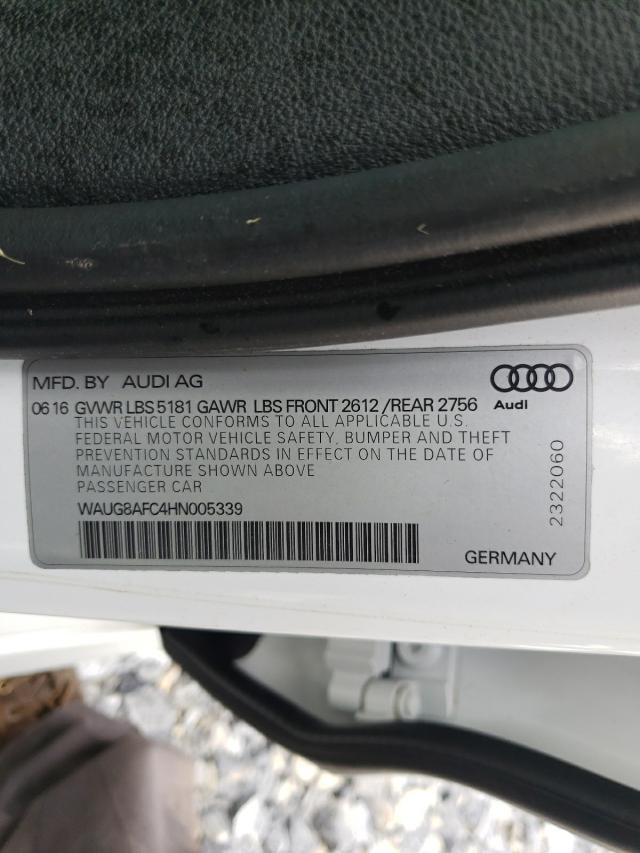 MFD. BY AUDI AG
0616 GVWR LBS 5181 GAWR LBS FRONT 2612 /REAR 2756
Audi
THIS VEHICLE CONFORMS TO ALL APPLICABLE U.S.
FEDERAL MOTOR VEHICLE SAFETY, BUMPER AND THEFT
PREVENTION STANDARDS IN EFFECT ON THE DATE OF
MANUFACTURE SHOWN ABOVE
PASSENGER CAR
WAUG8AFC4HN005339
2322060
GERMANY